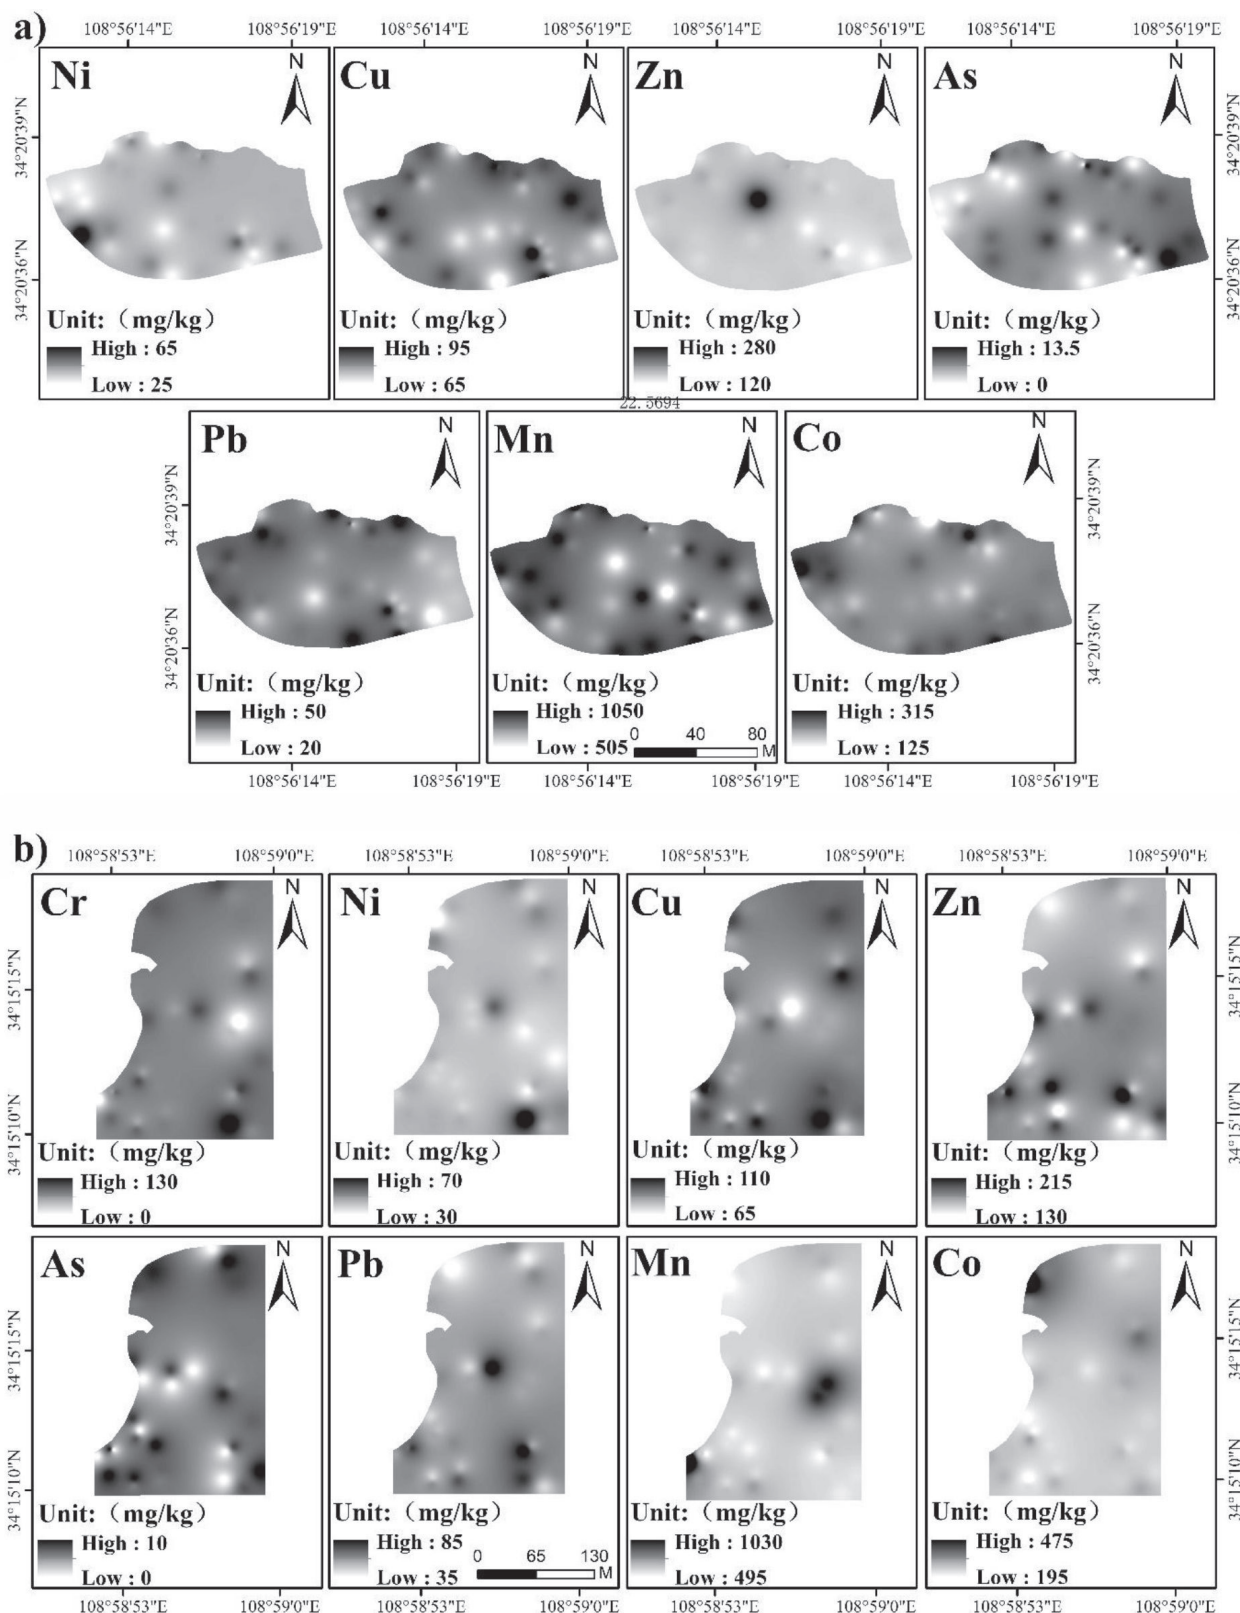 a)
108°56'14"E 108°56'19"E 108°56'14"E 108°56'19"E 108°56'14"E 108°56'19"E 108°56'14"E 108°56'19"E
Ni N Cu N Zn N As N
34°20'39"N 34°20'39"N
34°20'36"N 34°20'36"N
Unit:（mg/kg） Unit:（mg/kg） Unit:（mg/kg） Unit:（mg/kg）
High : 65 High : 95 High : 280 High : 13.5
Low : 25 Low : 65 Low : 120 Low : 0
22.5694
Pb N Mn N Co N
34°20'39"N 34°20'39"N
34°20'36"N 34°20'36"N
Unit:（mg/kg） Unit:（mg/kg） Unit:（mg/kg）
High : 50 High : 1050 High : 315
0 40 80
Low : 20 Low : 505 M Low : 125
108°56'14"E 108°56'19"E 108°56'14"E 108°56'19"E 108°56'14"E 108°56'19"E
b)
108°58'53"E 108°59'0"E 108°58'53"E 108°59'0"E 108°58'53"E 108°59'0"E 108°58'53"E 108°59'0"E
Cr N Ni N Cu N Zn N
34°15'15"N 34°15'15"N
34°15'10"N 34°15'10"N
Unit:（mg/kg） Unit:（mg/kg） Unit:（mg/kg） Unit:（mg/kg）
High : 130 High : 70 High : 110 High : 215
Low : 0 Low : 30 Low : 65 Low : 130
As N Pb N Mn N Co N
34°15'15"N 34°15'15"N
34°15'10"N 34°15'10"N
Unit:（mg/kg） Unit:（mg/kg） Unit:（mg/kg） Unit:（mg/kg）
High : 10 High : 85 High : 1030 High : 475
0 65 130
Low : 0 Low : 35 M Low : 495 Low : 195
108°58'53"E 108°59'0"E 108°58'53"E 108°59'0"E 108°58'53"E 108°59'0"E 108°58'53"E 108°59'0"E